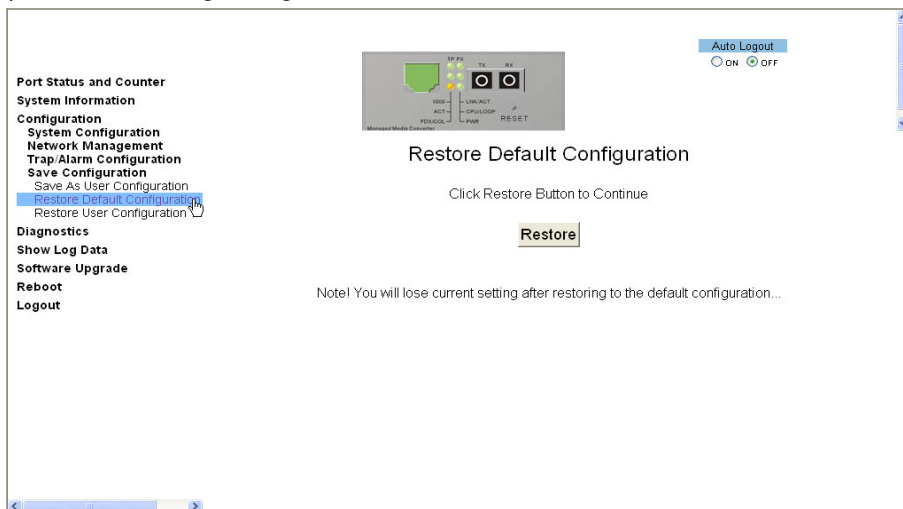 Auto Logout
ON OFF
Port Status and Counter
System Information
Configuration
System Configuration
Network Management
Trap/Alarm Configuration
Save Configuration
Save As User Configuration
Restore Default Configuration
Restore User Configuration
Diagnostics
Show Log Data
Software Upgrade
Reboot
Logout
TP FX TX RX
1000 LNK/ACT
ACT CPU/LOOP
FDX/COL PWR RESET
Managed Media Converter
Restore Default Configuration
Click Restore Button to Continue
Restore
Note! You will lose current setting after restoring to the default configuration...